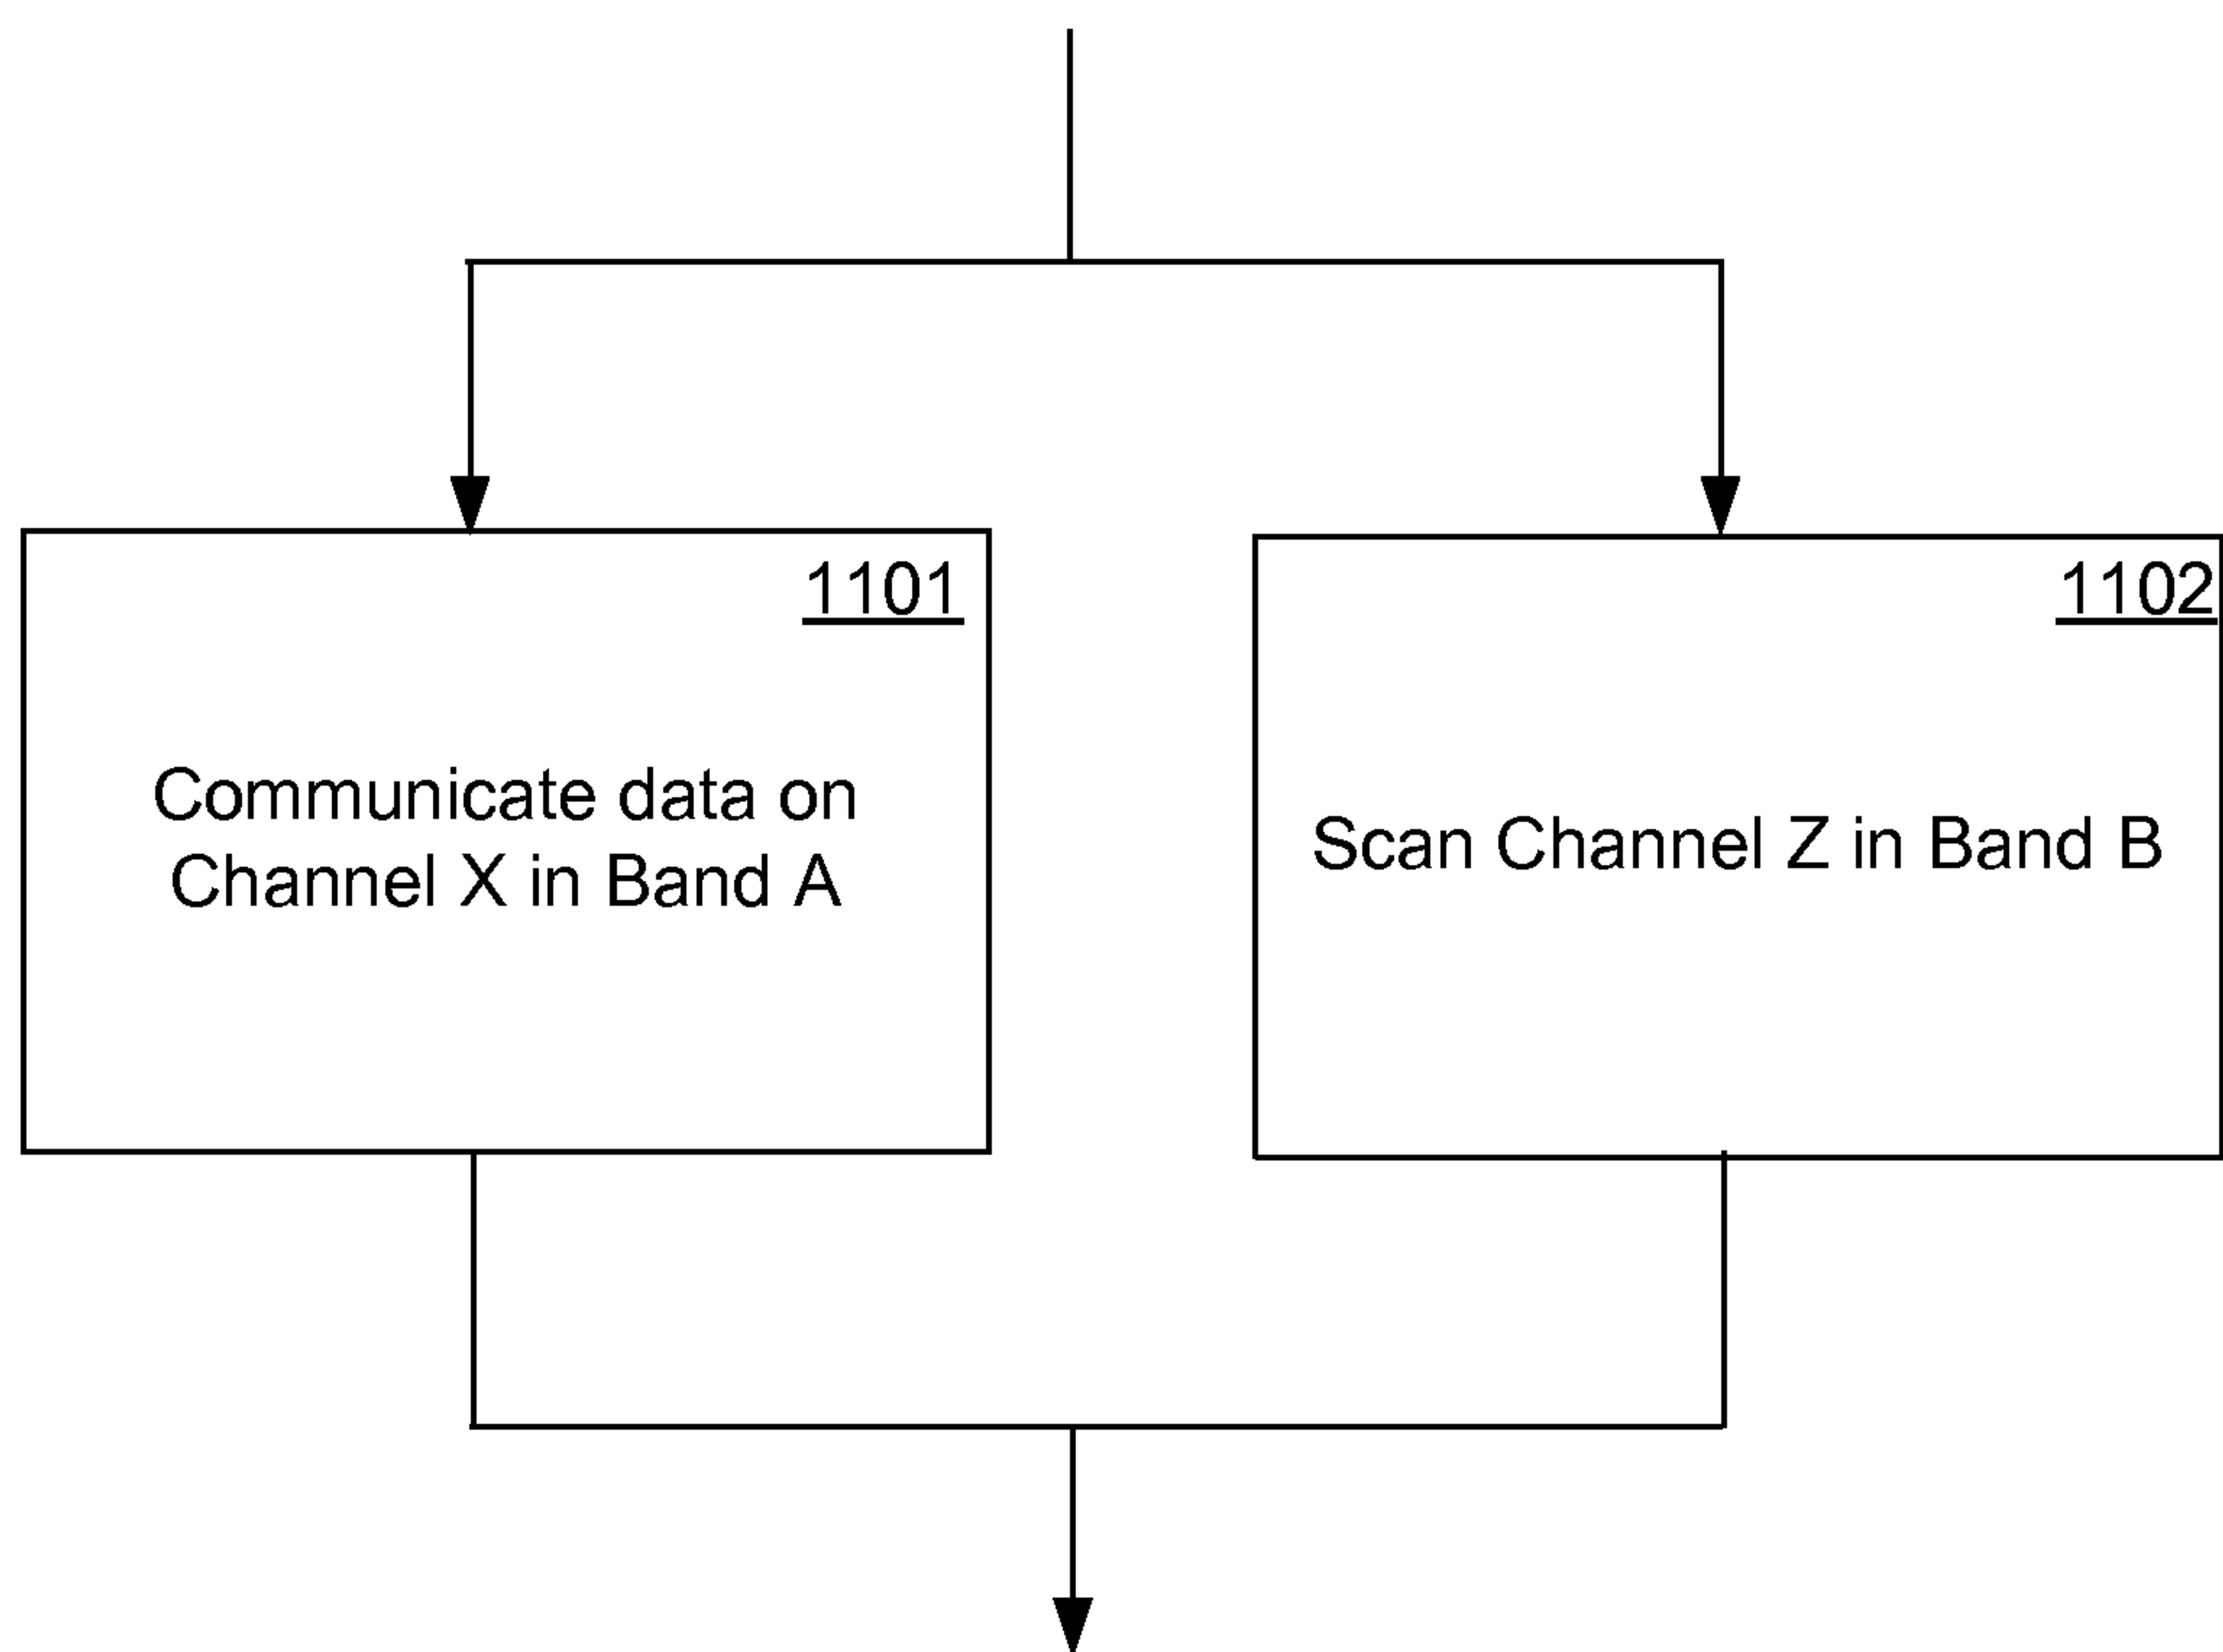 1101
Communicate data on
Channel X in Band A
1102
Scan Channel Z in Band B